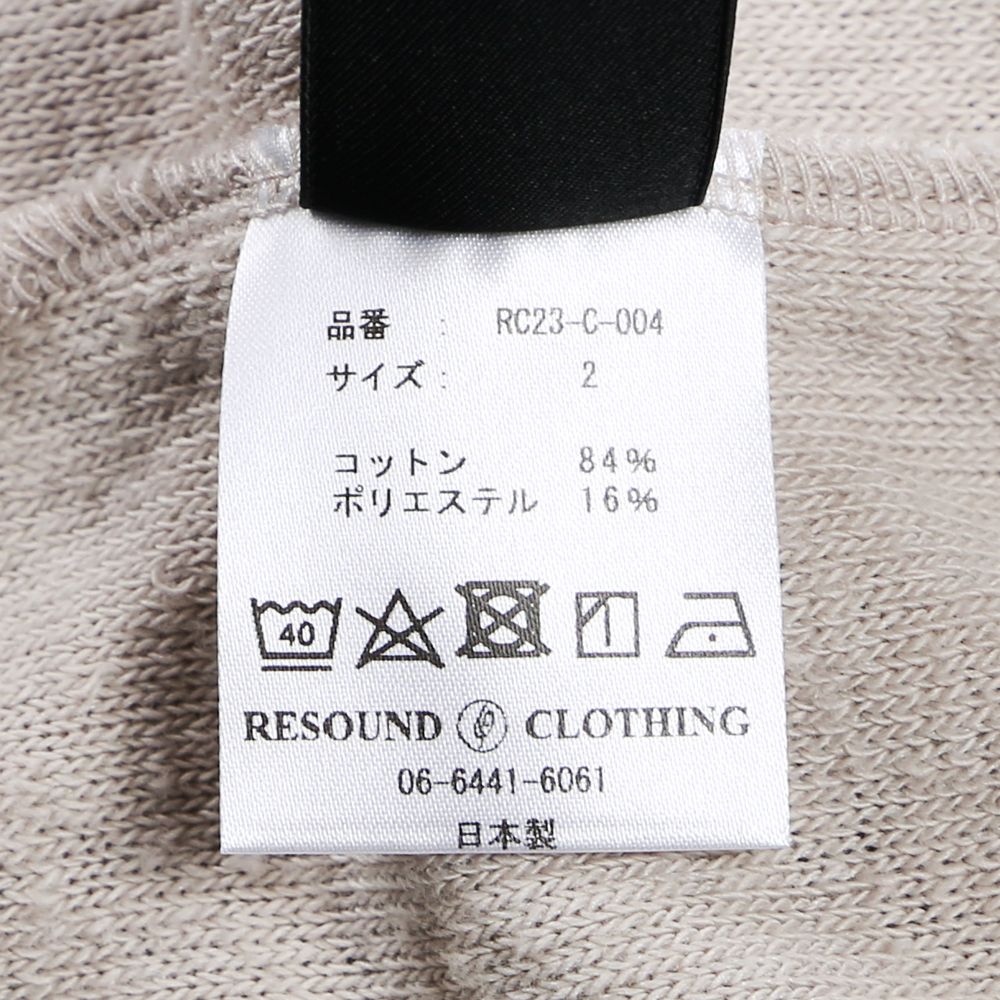 品番 : RC23-C-004
サイズ : 2
コットン 84%
ポリエステル 16%
40
RESOUND CLOTHING
06-6441-6061
日本製